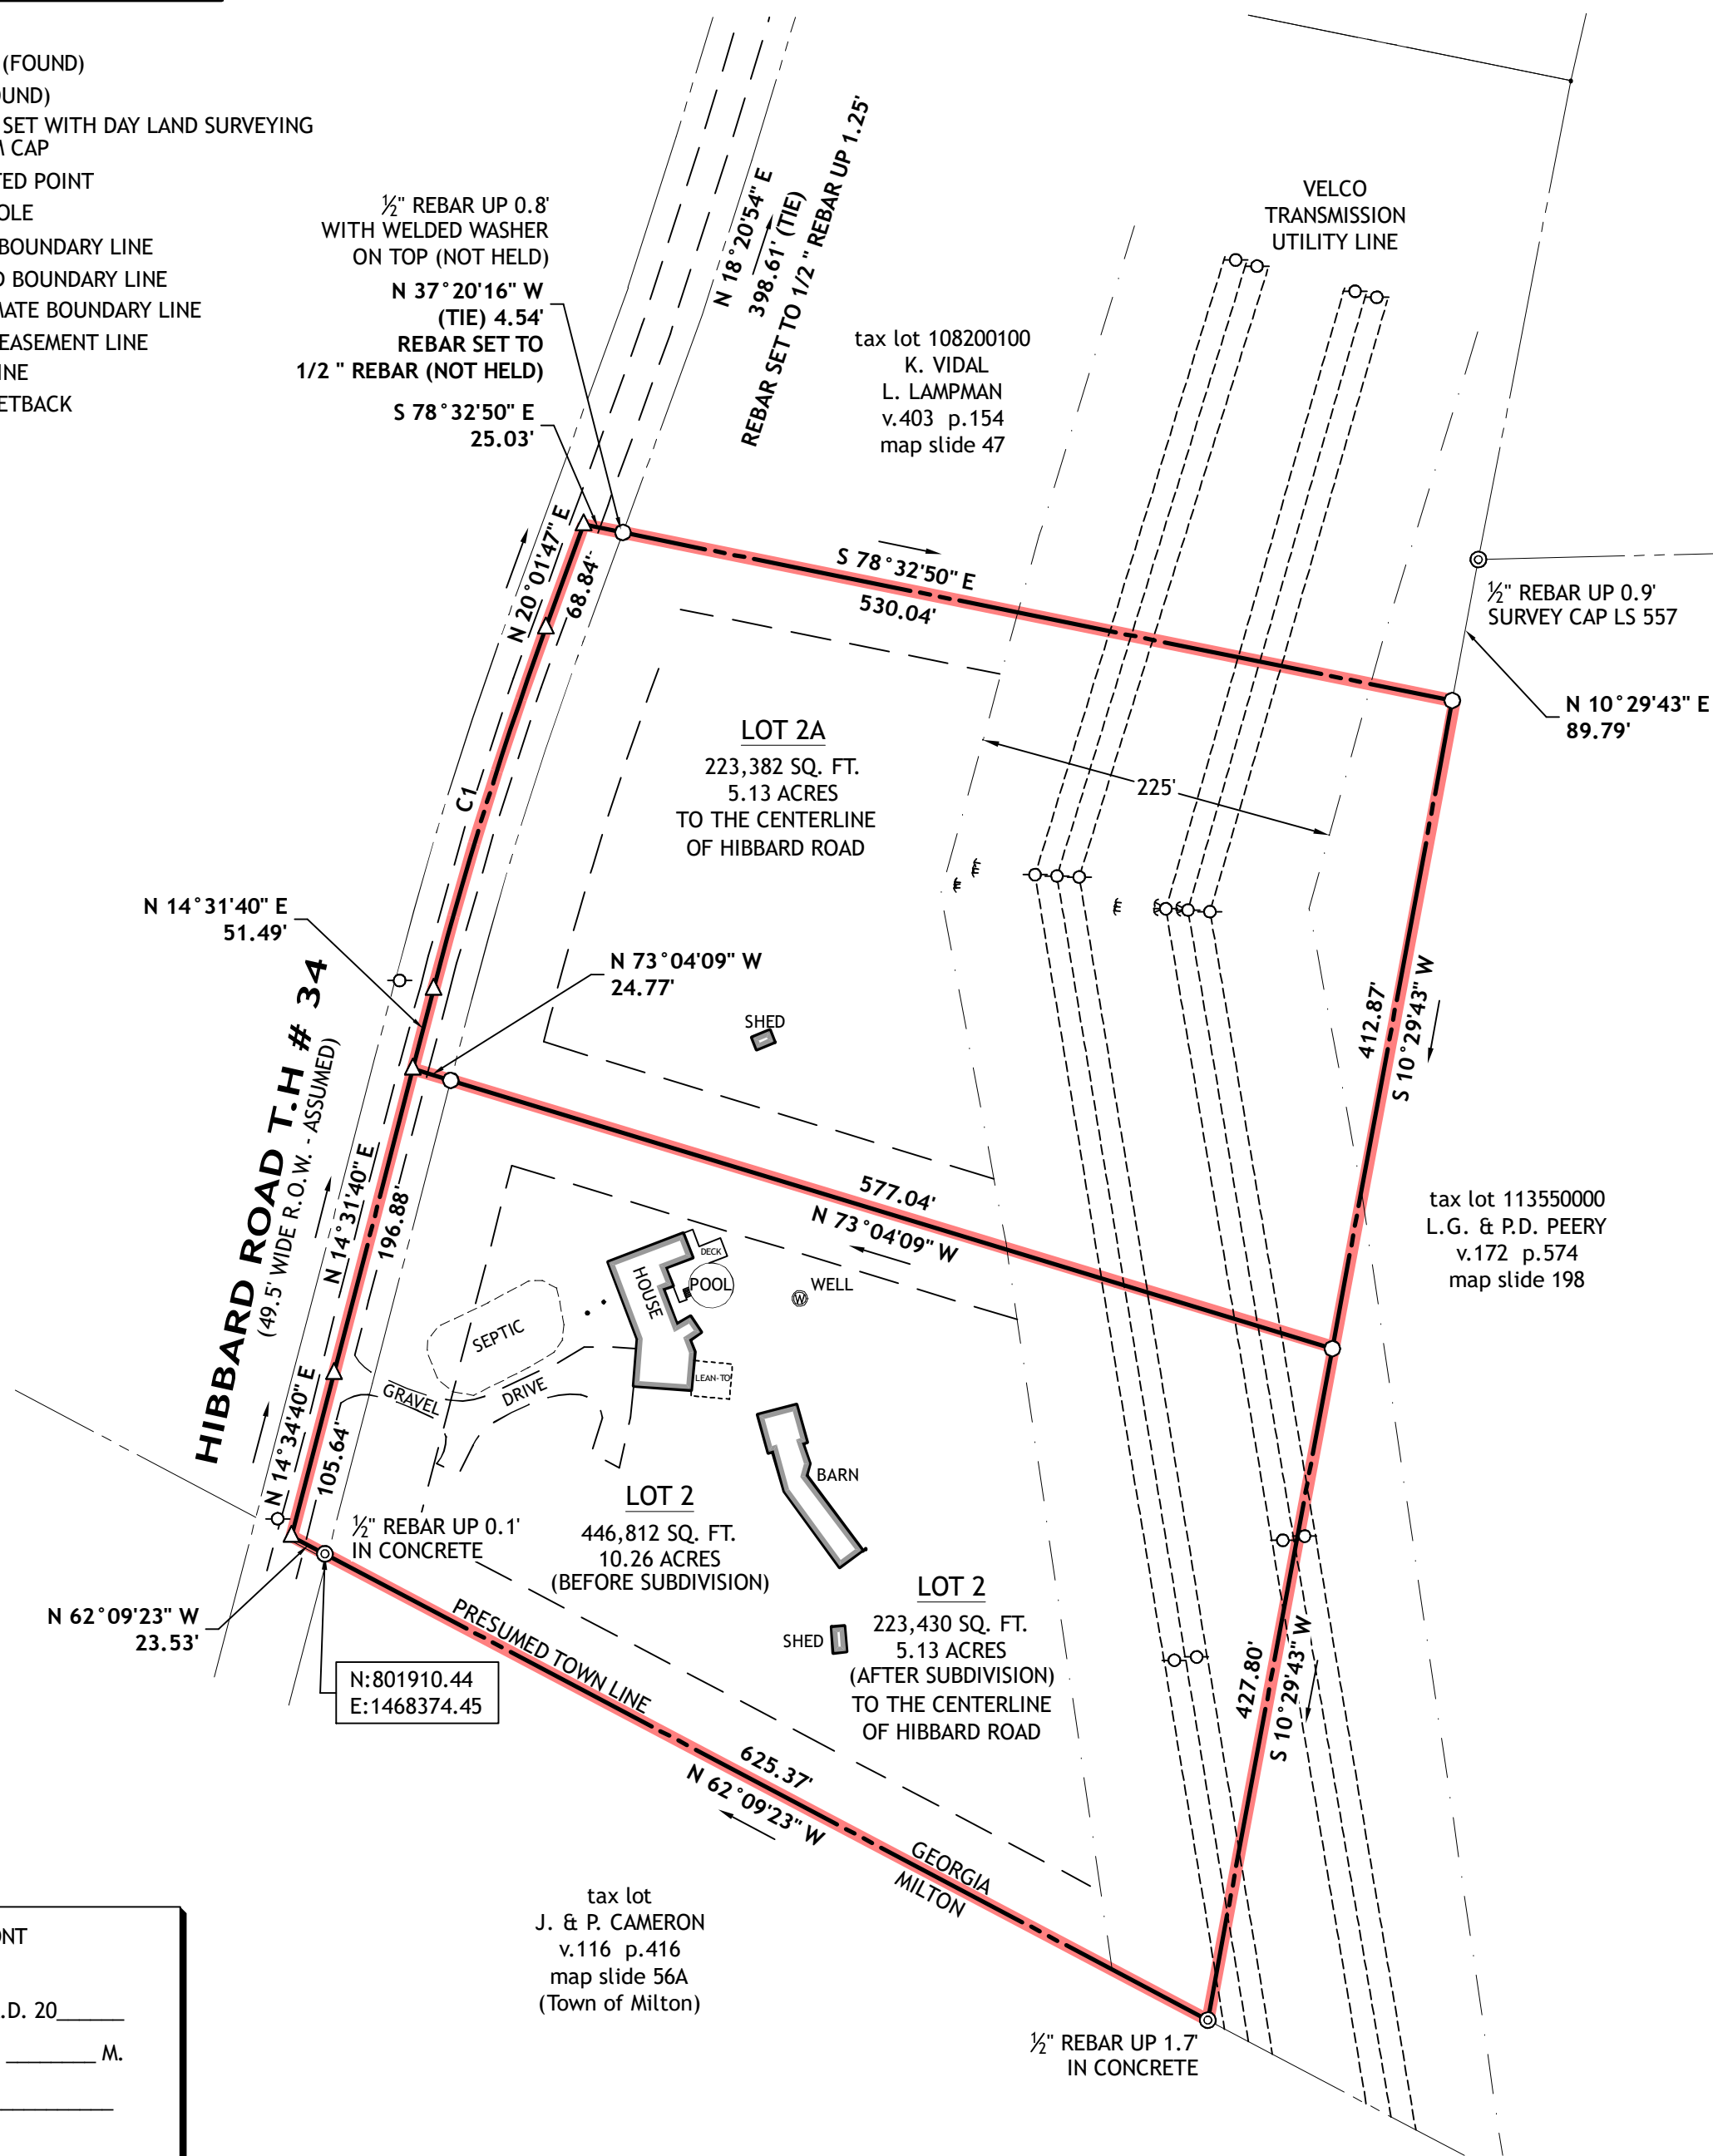 (FOUND)
SET WITH DAY LAND SURVEYING
CAP
POINT
BOUNDARY LINE
BOUNDARY LINE
BOUNDARY LINE
EASEMENT LINE
½" REBAR UP 0.8'
WITH WELDED WASHER
ON TOP (NOT HELD)
N 37°20'16" W
(TIE) 4.54'
REBAR SET TO
1/2 " REBAR (NOT HELD)
S 78°32'50" E
25.03'
N 18°20'54" E
398.61' (TIE)
REBAR SET TO 1/2 " REBAR UP 1.25'
VELCO
TRANSMISSION
UTILITY LINE
tax lot 108200100
K. VIDAL
L. LAMPMAN
v.403 p.154
map slide 47
N 20°01'47" E
68.84'
S 78°32'50" E
530.04'
½" REBAR UP 0.9'
SURVEY CAP LS 557
N 10°29'43" E
89.79'
LOT 2A
223,382 SQ. FT.
5.13 ACRES
TO THE CENTERLINE
OF HIBBARD ROAD
225'
C1
N 14°31'40" E
51.49'
N 73°04'09" W
24.77'
SHED
412.87'
S 10°29'43" W
HIBBARD ROAD T.H # 34
(49.5' WIDE R.O.W. - ASSUMED)
N 14°31'40" E
196.88'
577.04'
N 73°04'09" W
tax lot 113550000
L.G. & P.D. PEERY
v.172 p.574
map slide 198
DECK
HOUSE
POOL
W
WELL
SEPTIC
LEAN-TO
GRAVEL
DRIVE
N 14°34'40" E
105.64'
BARN
LOT 2
446,812 SQ. FT.
10.26 ACRES
(BEFORE SUBDIVISION)
½" REBAR UP 0.1'
IN CONCRETE
LOT 2
223,430 SQ. FT.
5.13 ACRES
(AFTER SUBDIVISION)
TO THE CENTERLINE
OF HIBBARD ROAD
SHED
N 62°09'23" W
23.53'
N:801910.44
E:1468374.45
PRESUMED TOWN LINE
427.80'
S 10°29'43" W
625.37'
N 62°09'23" W
GEORGIA
MILTON
tax lot
J. & P. CAMERON
v.116 p.416
map slide 56A
(Town of Milton)
½" REBAR UP 1.7'
IN CONCRETE
.D. 20______
________ M.